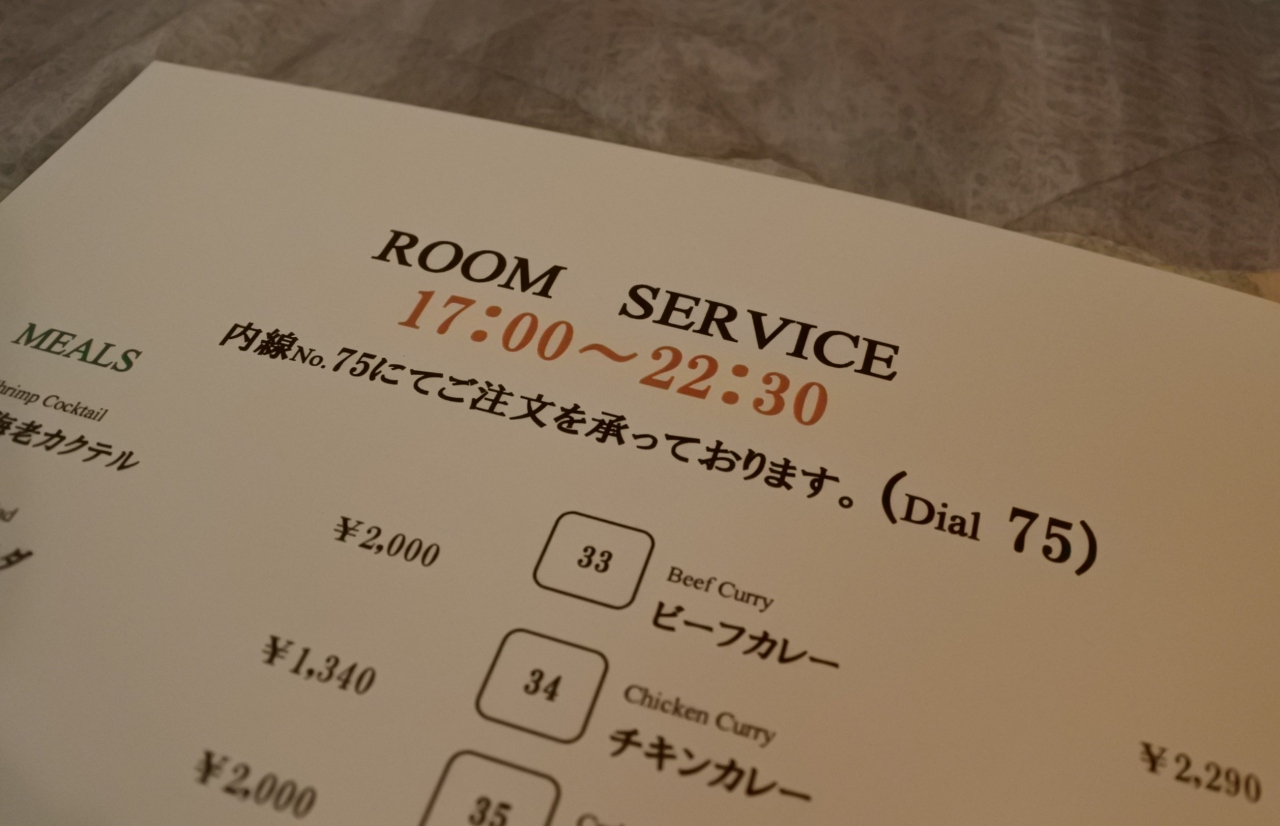 ROOM SERVICE
17:00～22:30
内線No.75にてご注文を承っております。(Dial 75)
MEALS
Shrimp Cocktail
海老カクテル
¥2,000
33
Beef Curry
ビーフカレー
¥1,340
34
Chicken Curry
チキンカレー
¥2,290
¥2,000
35